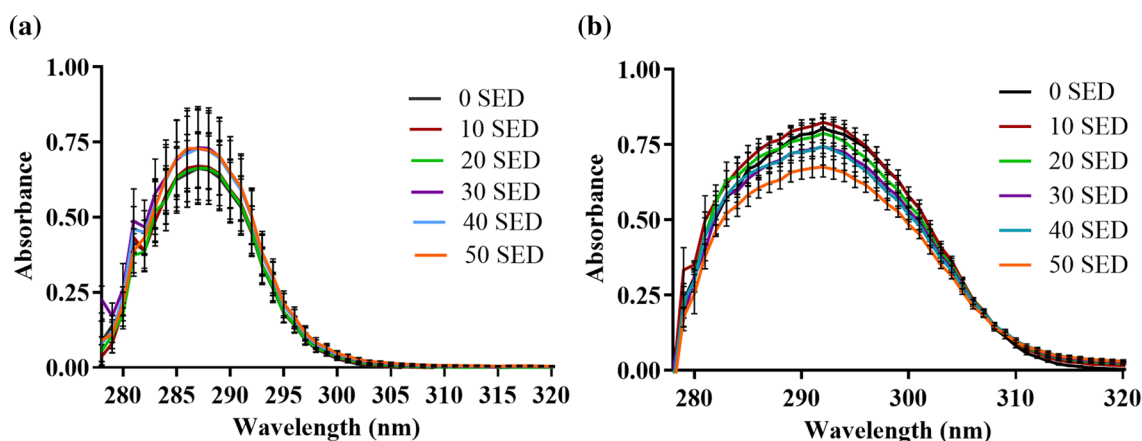 (a)
1.00
0.75
0.50
0.25
0.00
Absorbance
280 285 290 295 300 305 310 315 320
Wavelength (nm)
0 SED
10 SED
20 SED
30 SED
40 SED
50 SED
(b)
1.00
0.75
0.50
0.25
0.00
Absorbance
280 290 300 310 320
Wavelength (nm)
0 SED
10 SED
20 SED
30 SED
40 SED
50 SED